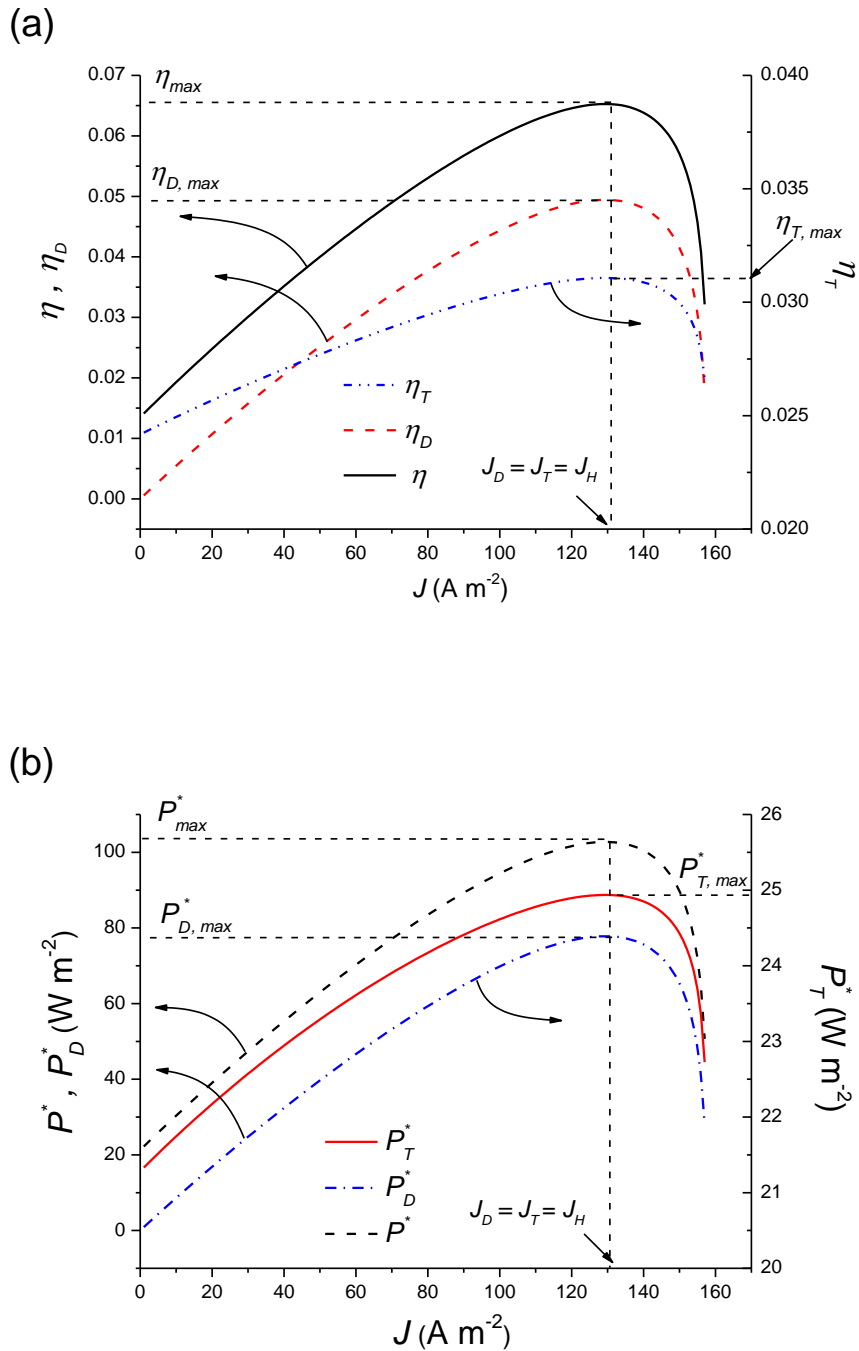 (a)
η_max
η_D, max
η_T, max
0.07
0.06
0.05
0.04
0.03
0.02
0.01
0.00
η , η_D
0.040
0.035
0.030
0.025
0.020
η_T
η_T
η_D
η
J_D = J_T = J_H
0 20 40 60 80 100 120 140 160
J (A m⁻²)
(b)
P*_max
P*_D, max
P*_T, max
100
80
60
40
20
0
P* , P*_D (W m⁻²)
26
25
24
23
22
21
20
P*_T (W m⁻²)
P*_T
P*_D
P*
J_D = J_T = J_H
0 20 40 60 80 100 120 140 160
J (A m⁻²)